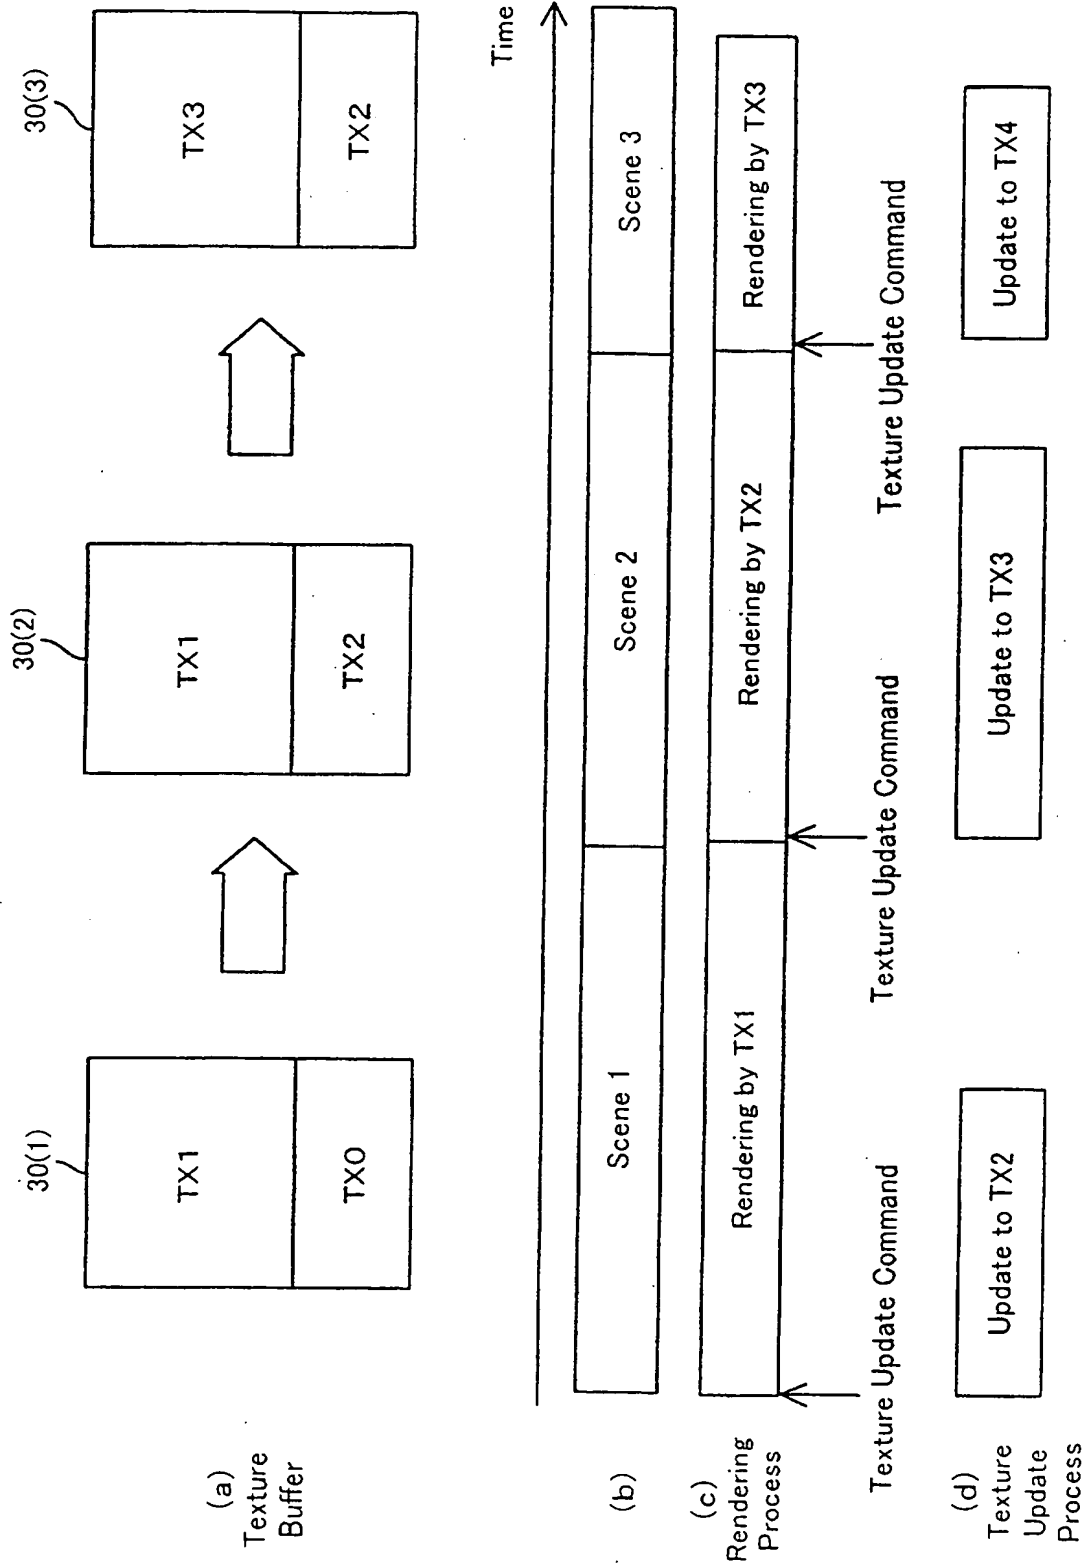 (a)
Texture
Buffer
30(1)
TX1
TX0
30(2)
TX1
TX2
30(3)
TX3
TX2
Time
(b)
Scene 1
Scene 2
Scene 3
(c)
Rendering
Process
Rendering by TX1
Rendering by TX2
Rendering by TX3
Texture Update Command
Texture Update Command
Texture Update Command
(d)
Texture
Update
Process
Update to TX2
Update to TX3
Update to TX4